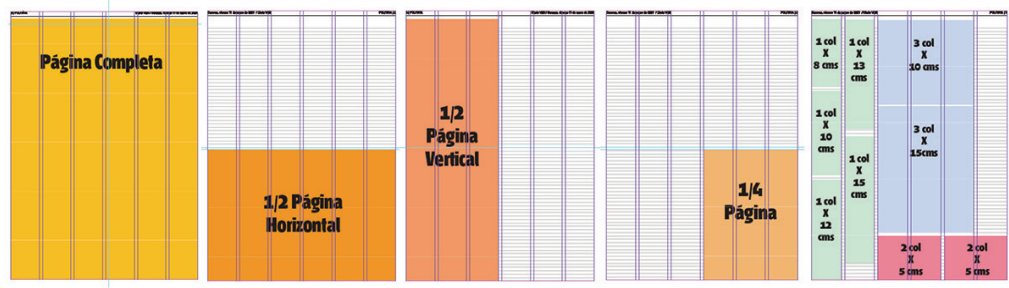 Página Completa
1/2 Página
Horizontal
1/2
Página
Vertical
1/4
Página
1 col
X
8 cms
1 col
X
10
cms
1 col
X
12
cms
1 col
X
13
cms
1 col
X
15
cms
3 col
X
10 cms
3 col
X
15cms
2 col
X
5 cms
2 col
X
5 cms